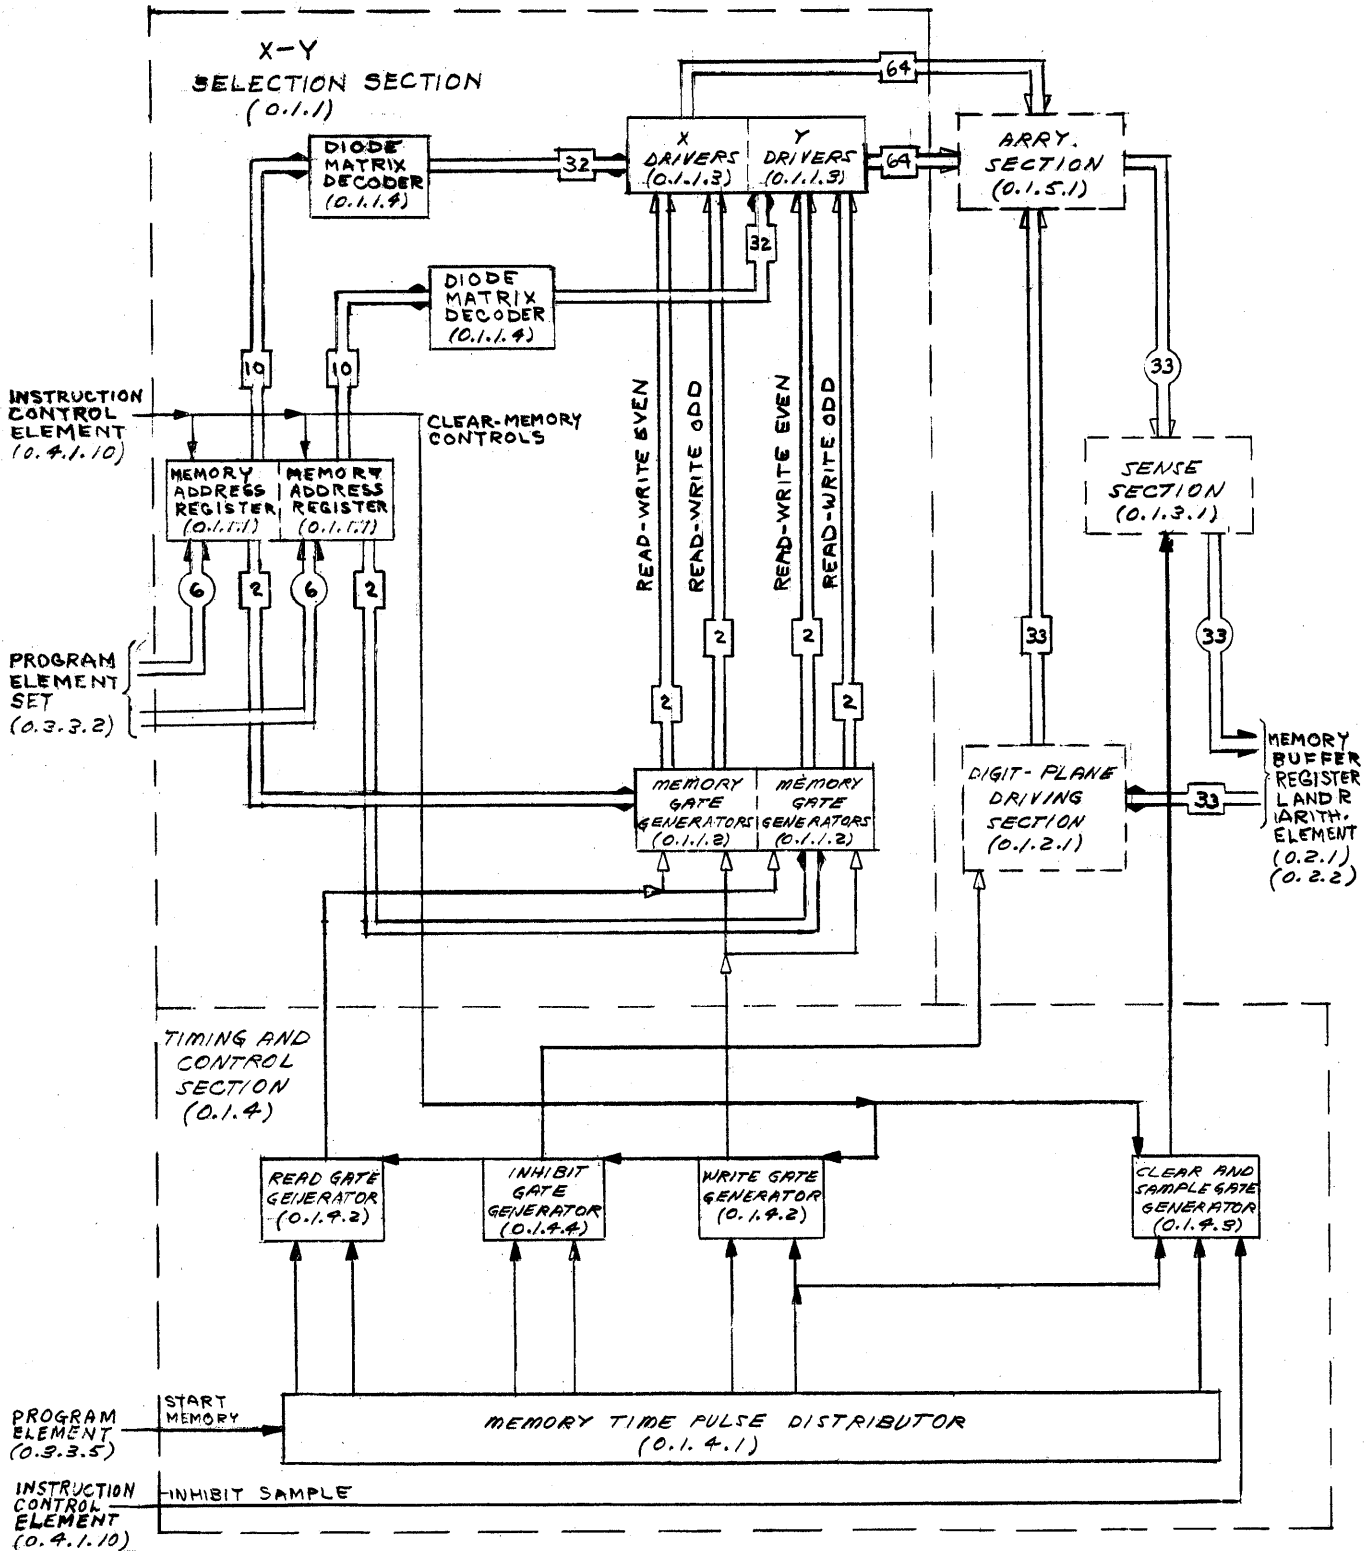 X-Y
SELECTION SECTION
(0.1.1)
64
DIODE
MATRIX
DECODER
(0.1.1.4)
32
X
DRIVERS
(0.1.1.3)
Y
DRIVERS
(0.1.1.3)
64
ARRY.
SECTION
(0.1.5.1)
32
DIODE
MATRIX
DECODER
(0.1.1.4)
10
10
33
INSTRUCTION
CONTROL
ELEMENT
(0.4.1.10)
CLEAR-MEMORY
CONTROLS
READ-WRITE EVEN
READ-WRITE ODD
READ-WRITE EVEN
READ-WRITE ODD
MEMORY
ADDRESS
REGISTER
(0.1.1.1)
MEMORY
ADDRESS
REGISTER
(0.1.1.1)
SENSE
SECTION
(0.1.3.1)
6
2
6
2
2
2
33
33
PROGRAM
ELEMENT
SET
(0.3.3.2)
2
2
MEMORY
GATE
GENERATORS
(0.1.1.2)
MEMORY
GATE
GENERATORS
(0.1.1.2)
DIGIT-PLANE
DRIVING
SECTION
(0.1.2.1)
33
MEMORY
BUFFER
REGISTER
L AND R
ARITH.
ELEMENT
(0.2.1)
(0.2.2)
TIMING AND
CONTROL
SECTION
(0.1.4)
READ GATE
GENERATOR
(0.1.4.2)
INHIBIT
GATE
GENERATOR
(0.1.4.4)
WRITE GATE
GENERATOR
(0.1.4.2)
CLEAR AND
SAMPLE GATE
GENERATOR
(0.1.4.3)
PROGRAM
ELEMENT
(0.3.3.5)
START
MEMORY
MEMORY TIME PULSE DISTRIBUTOR
(0.1.4.1)
INSTRUCTION
CONTROL
ELEMENT
(0.4.1.10)
INHIBIT SAMPLE